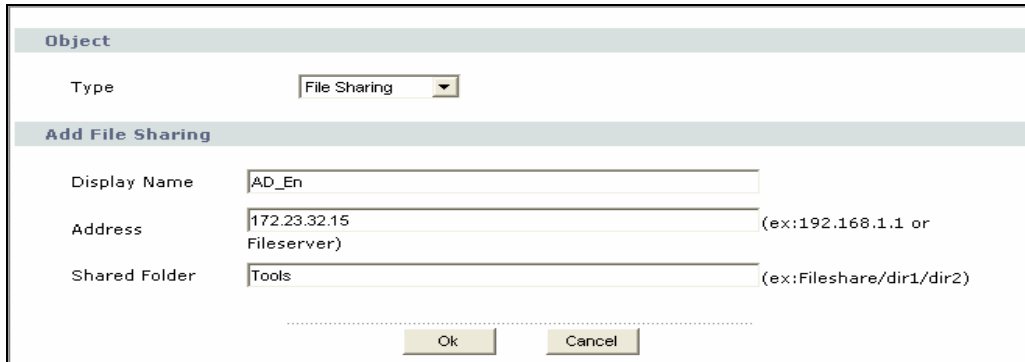 Object
Type File Sharing
Add File Sharing
Display Name AD_En
Address 172.23.32.15 (ex:192.168.1.1 or
Fileserver)
Shared Folder Tools (ex:Fileshare/dir1/dir2)
Ok Cancel